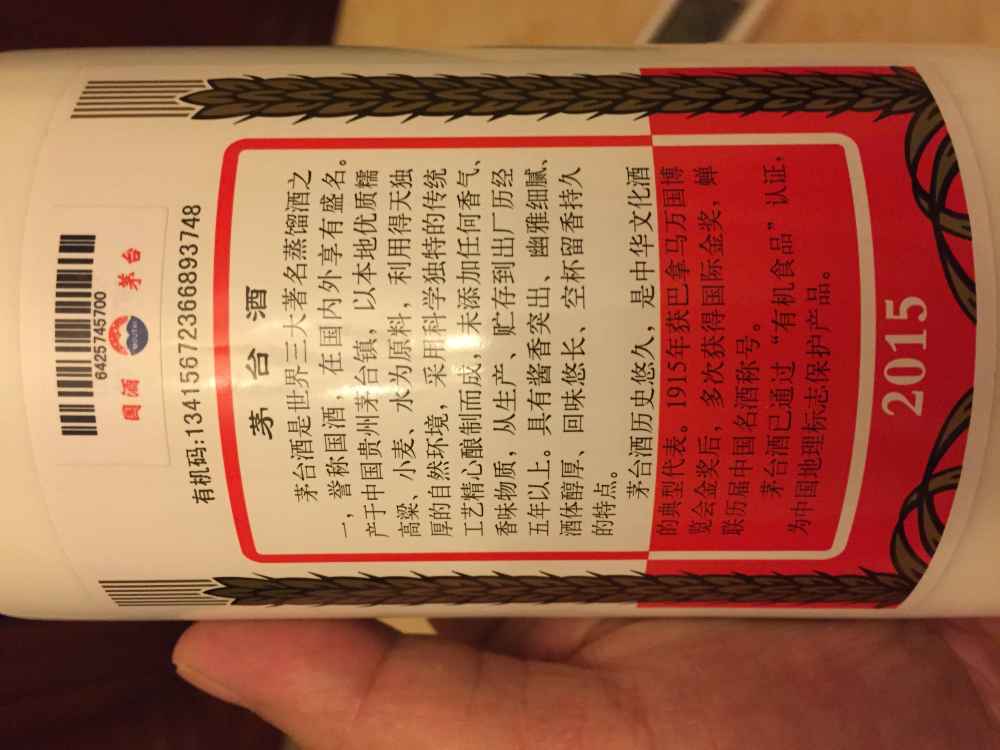 6425745700
国酒 茅台
MOUTAI
有机码:134156723668893748
茅台酒
茅台酒是世界三大著名蒸馏酒之
一，誉称国酒，在国内外享有盛名。
产于中国贵州茅台镇，以本地优质糯
高粱、小麦、水为原料，利用得天独
厚的自然环境，采用科学独特的传统
工艺精心酿制而成，未添加任何香气、
香味物质，从生产、贮存到出厂历经
五年以上。具有酱香突出、幽雅细腻、
酒体醇厚、回味悠长、空杯留香持久
的特点。
茅台酒历史悠久，是中华文化酒
的典型代表。1915年获巴拿马万国博
览会金奖后，多次获得国际金奖，蝉
联历届中国名酒称号。
茅台酒已通过“有机食品”认证，
为中国地理标志保护产品。
2015